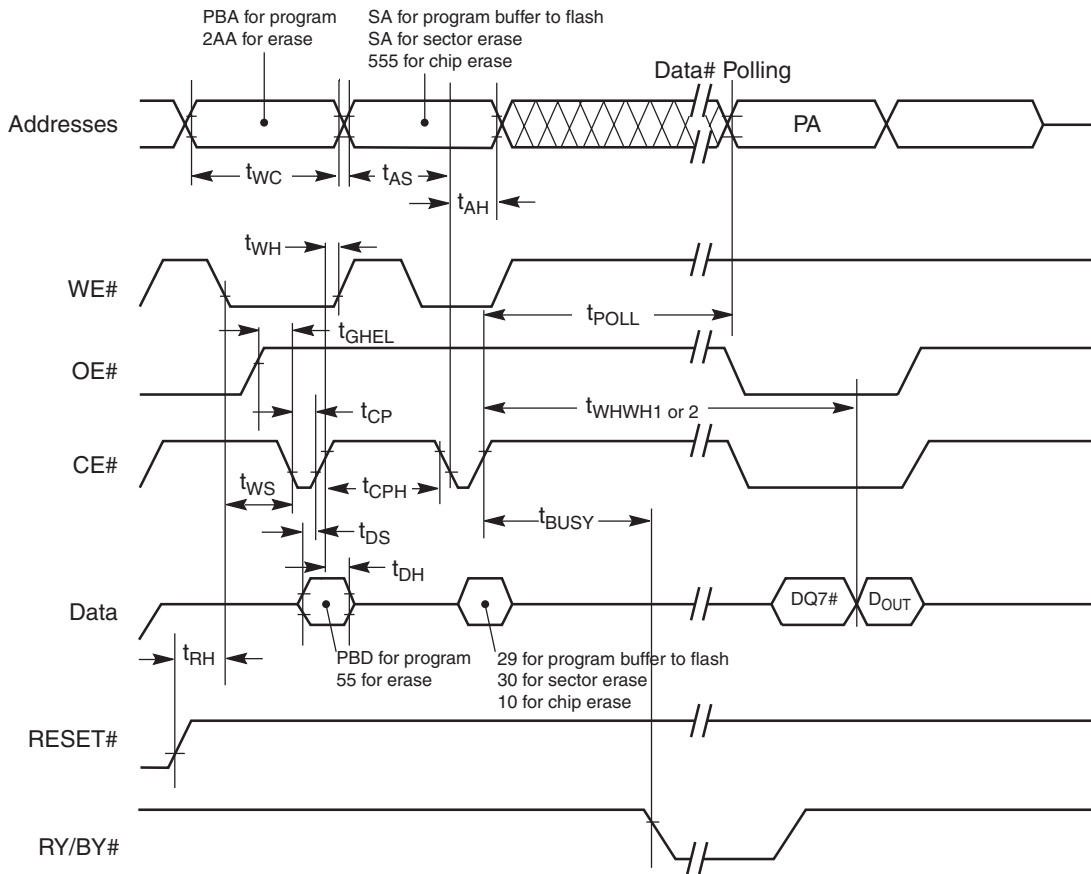 PBA for program
2AA for erase
SA for program buffer to flash
SA for sector erase
555 for chip erase
Data# Polling
Addresses
PA
tWC
tAS
tAH
tWH
WE#
tPOLL
tGHEL
OE#
tWHWH1 or 2
tCP
CE#
tWS
tCPH
tBUSY
tDS
tDH
Data
DQ7#
DOUT
tRH
PBD for program
55 for erase
29 for program buffer to flash
30 for sector erase
10 for chip erase
RESET#
RY/BY#